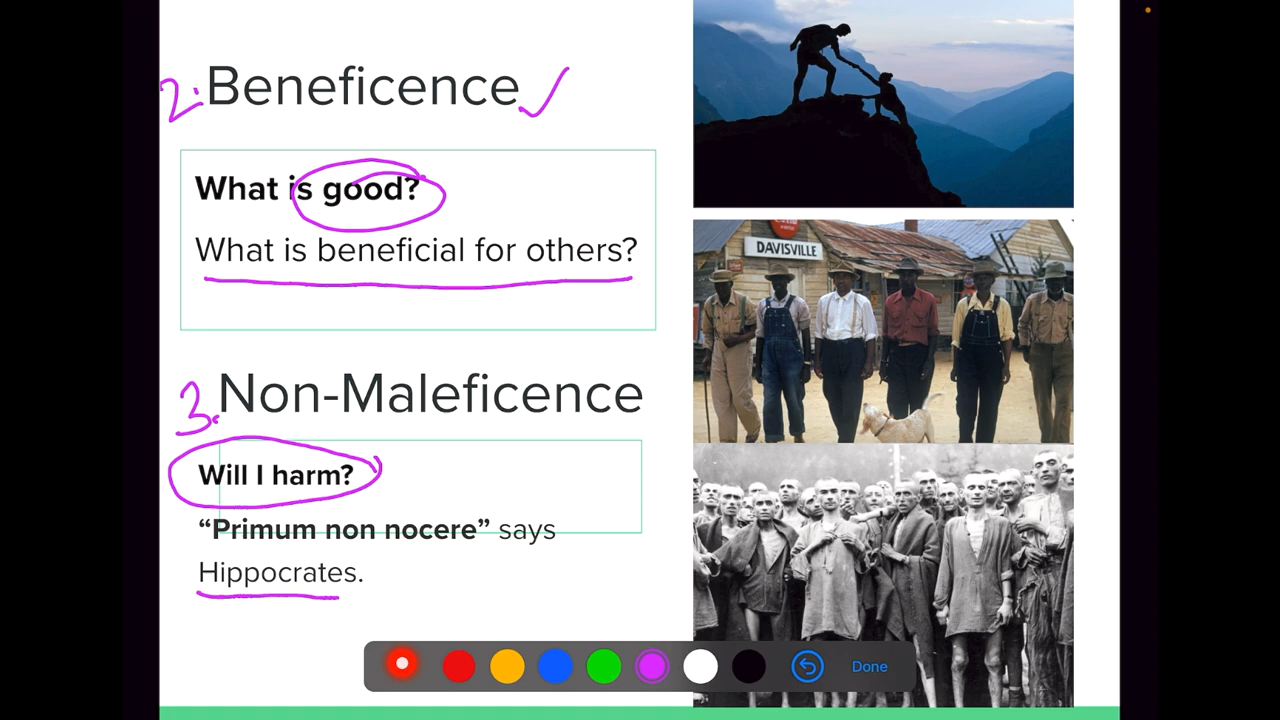 2. Beneficence
What is good?
What is beneficial for others?
3. Non-Maleficence
Will I harm?
“Primum non nocere” says
Hippocrates.
DAVISVILLE
Done